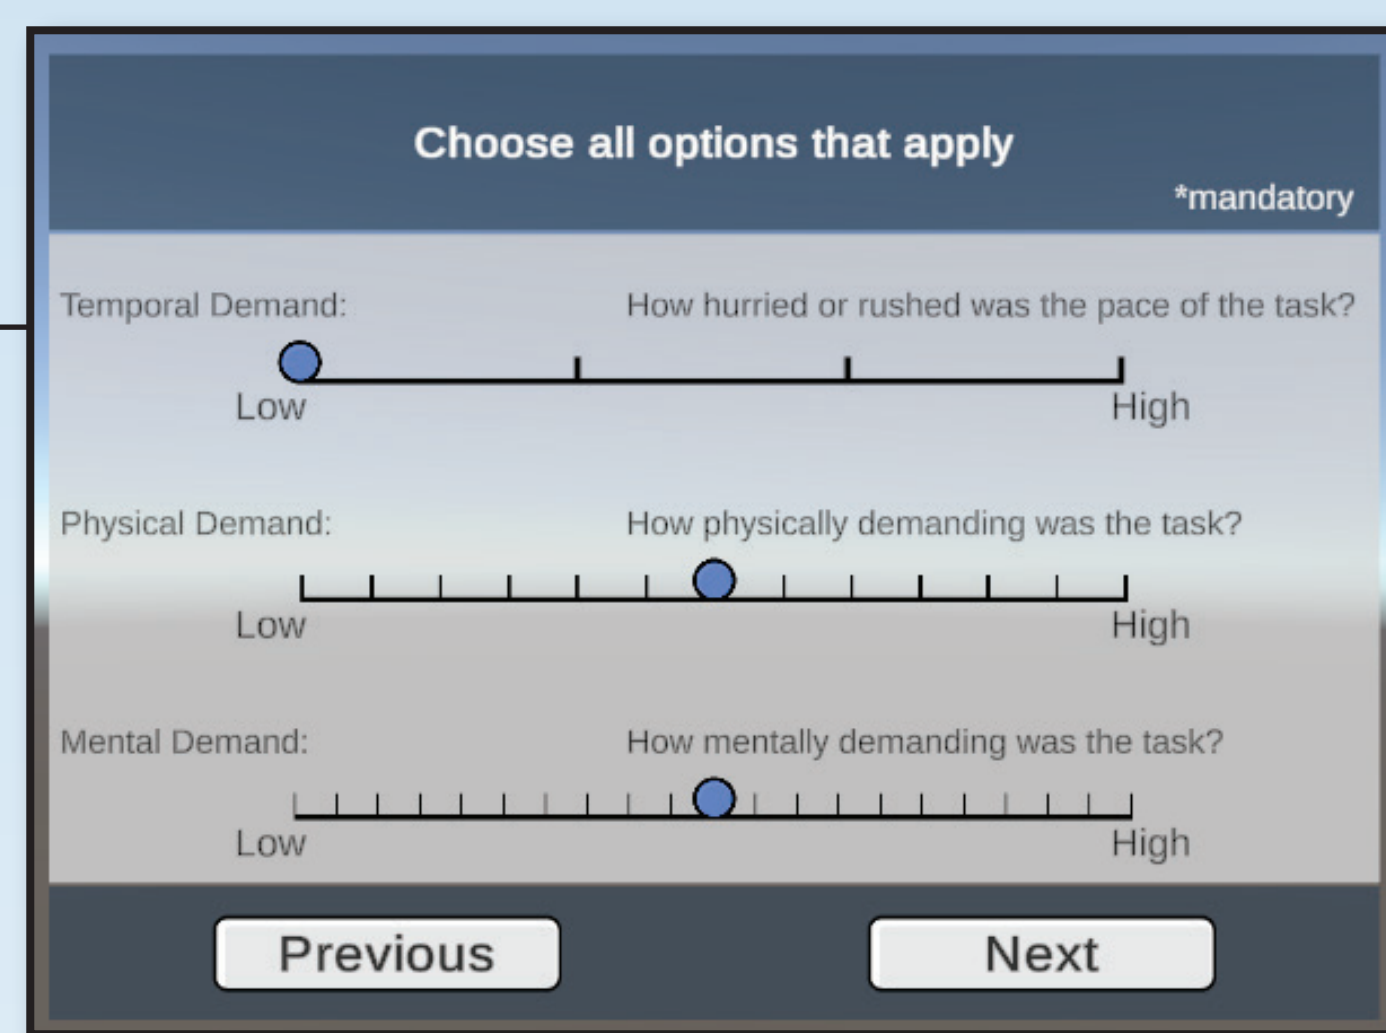 Choose all options that apply
*mandatory
Temporal Demand: How hurried or rushed was the pace of the task?
Low High
Physical Demand: How physically demanding was the task?
Low High
Mental Demand: How mentally demanding was the task?
Low High
Previous Next